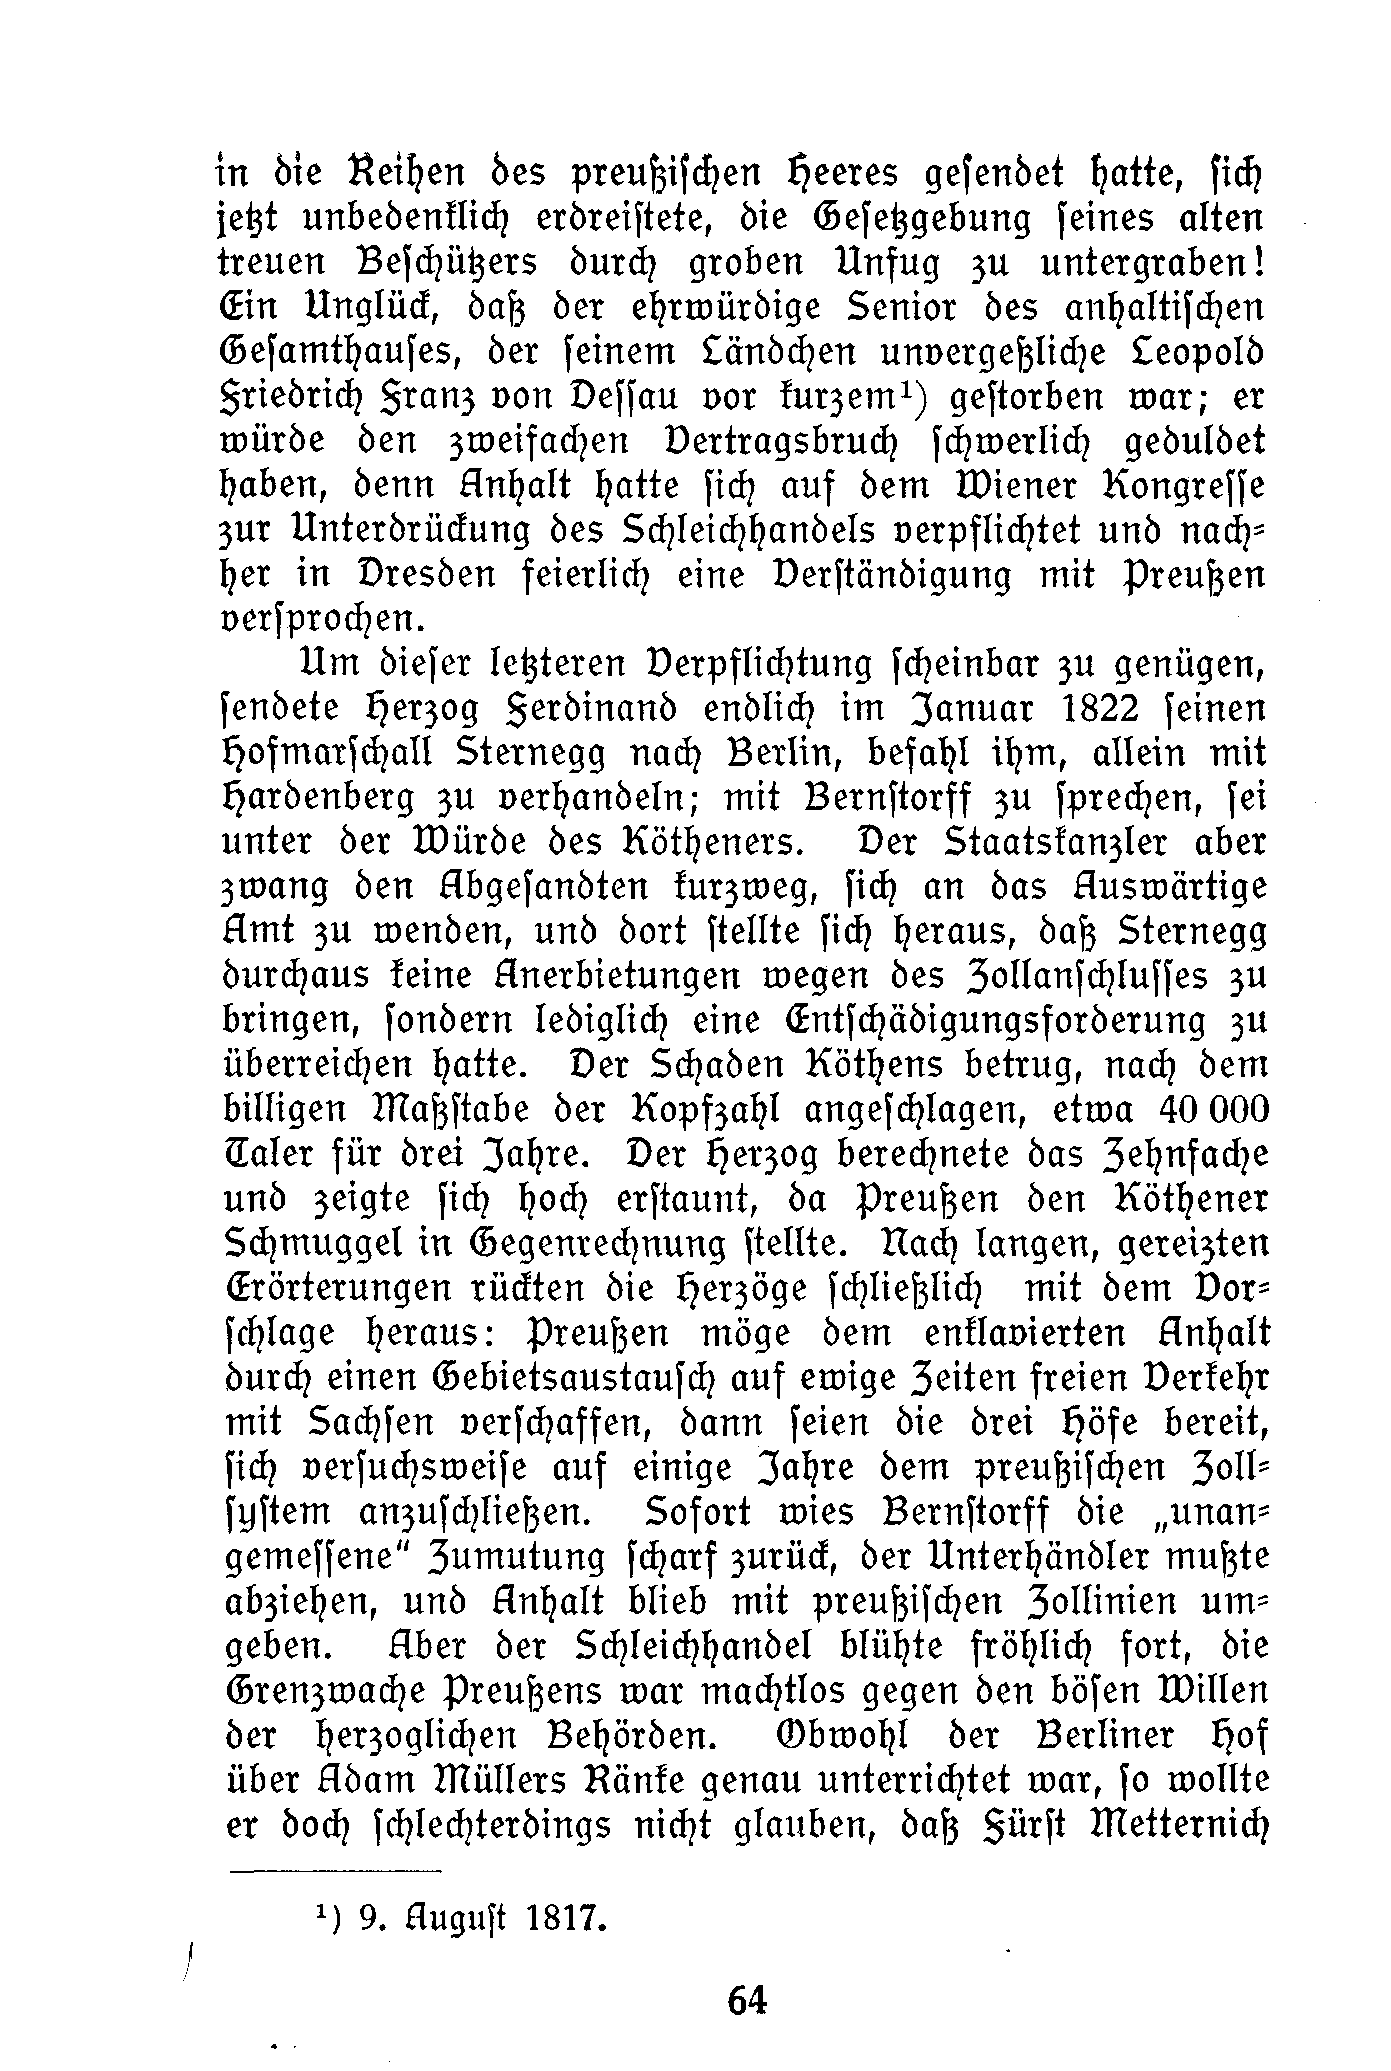 in die Reihen des preußiſchen Heeres geſendet hatte, ſich
jetzt unbedenklich erdreiſtete, die Geſetzgebung ſeines alten
treuen Beſchützers durch groben Unfug zu untergraben!
Ein Unglück, daß der ehrwürdige Senior des anhaltiſchen
Geſamthauſes, der ſeinem Ländchen unvergeßliche Leopold
Friedrich Franz von Deſſau vor kurzem¹) geſtorben war; er
würde den zweifachen Vertragsbruch ſchwerlich geduldet
haben, denn Anhalt hatte ſich auf dem Wiener Kongreſſe
zur Unterdrückung des Schleichhandels verpflichtet und nach⸗
her in Dresden feierlich eine Verſtändigung mit Preußen
verſprochen.
Um dieſer letzteren Verpflichtung ſcheinbar zu genügen,
ſendete Herzog Ferdinand endlich im Januar 1822 ſeinen
Hofmarſchall Sternegg nach Berlin, befahl ihm, allein mit
Hardenberg zu verhandeln; mit Bernſtorff zu ſprechen, ſei
unter der Würde des Kötheners. Der Staatskanzler aber
zwang den Abgeſandten kurzweg, ſich an das Auswärtige
Amt zu wenden, und dort ſtellte ſich heraus, daß Sternegg
durchaus keine Anerbietungen wegen des Zollanſchluſſes zu
bringen, ſondern lediglich eine Entſchädigungsforderung zu
überreichen hatte. Der Schaden Köthens betrug, nach dem
billigen Maßſtabe der Kopfzahl angeſchlagen, etwa 40 000
Taler für drei Jahre. Der Herzog berechnete das Zehnfache
und zeigte ſich hoch erſtaunt, da Preußen den Köthener
Schmuggel in Gegenrechnung ſtellte. Nach langen, gereizten
Erörterungen rückten die Herzöge ſchließlich mit dem Vor⸗
ſchlage heraus: Preußen möge dem enklavierten Anhalt
durch einen Gebietsaustauſch auf ewige Zeiten freien Verkehr
mit Sachſen verſchaffen, dann ſeien die drei Höfe bereit,
ſich verſuchsweiſe auf einige Jahre dem preußiſchen Zoll⸗
ſyſtem anzuſchließen. Sofort wies Bernſtorff die „unan⸗
gemeſſene“ Zumutung ſcharf zurück, der Unterhändler mußte
abziehen, und Anhalt blieb mit preußiſchen Zollinien um⸗
geben. Aber der Schleichhandel blühte fröhlich fort, die
Grenzwache Preußens war machtlos gegen den böſen Willen
der herzoglichen Behörden. Obwohl der Berliner Hof
über Adam Müllers Ränke genau unterrichtet war, ſo wollte
er doch ſchlechterdings nicht glauben, daß Fürſt Metternich
¹) 9. Auguſt 1817.
64